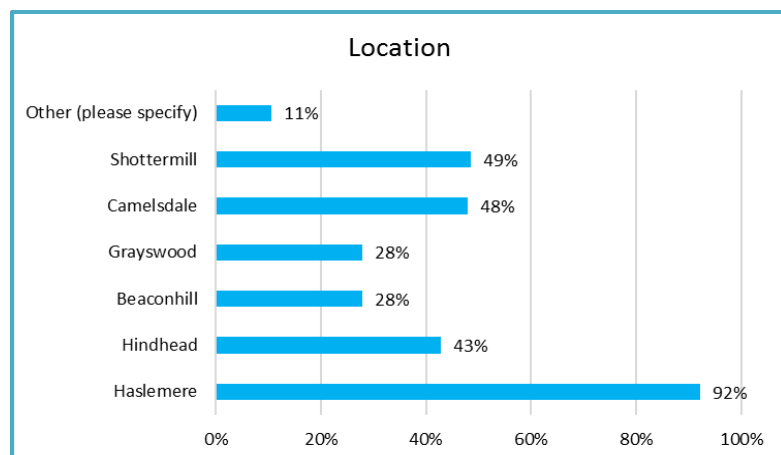 Location
Other (please specify) 11%
Shottermill 49%
Camelsdale 48%
Grayswood 28%
Beaconhill 28%
Hindhead 43%
Haslemere 92%
0% 20% 40% 60% 80% 100%